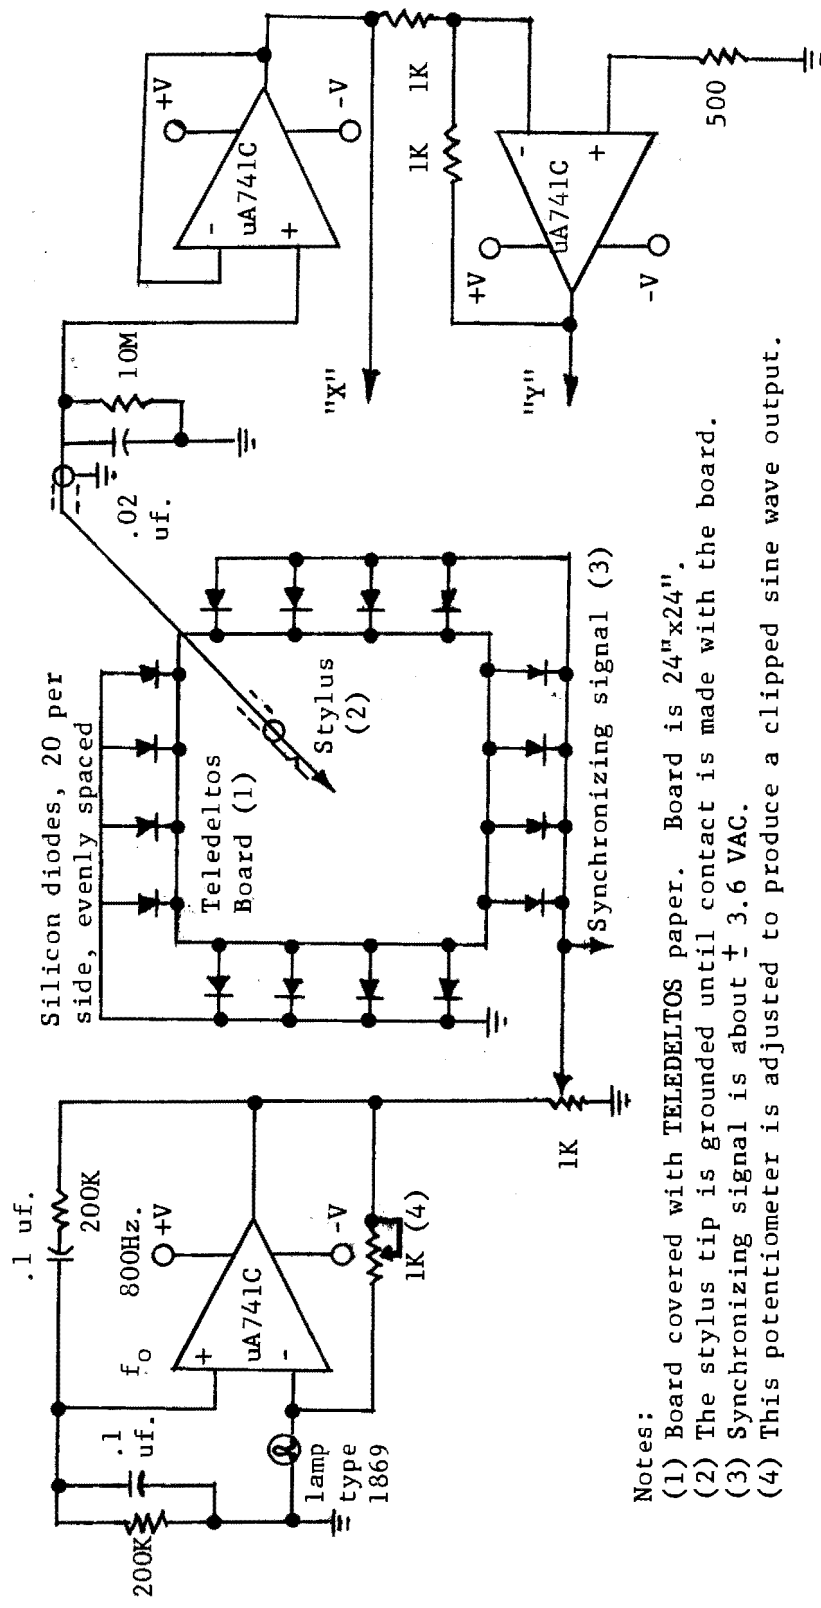 .1 uf.
200K
.1
uf.
200K
f₀ 800Hz.
+V
+
uA741C
-
-V
lamp
type
1869
1K (4)
1K
Silicon diodes, 20 per
side, evenly spaced
Teledeltos
Board (1)
Stylus
(2)
Synchronizing signal (3)
.02
uf.
10M
+V
-
uA741C
+
-V
"X"
1K
1K
+V
-
uA741C
+
-V
"Y"
500
Notes:
(1) Board covered with TELEDELTOS paper. Board is 24"x24".
(2) The stylus tip is grounded until contact is made with the board.
(3) Synchronizing signal is about ± 3.6 VAC.
(4) This potentiometer is adjusted to produce a clipped sine wave output.